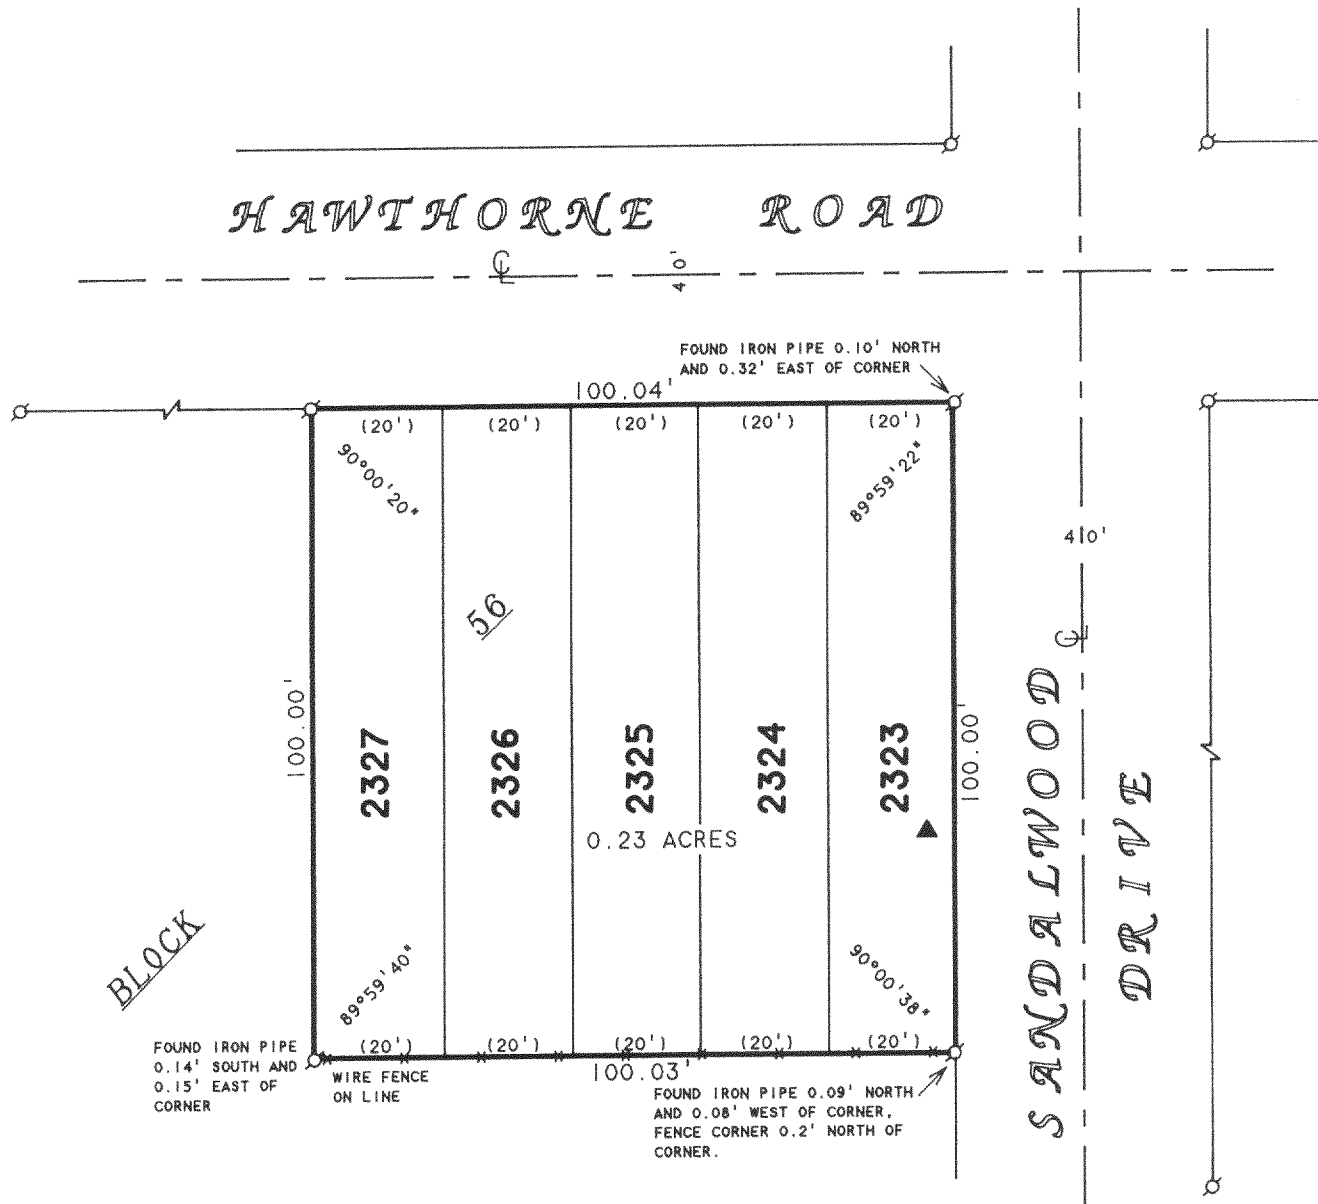 HAWTHORNE ROAD
℄
40'
FOUND IRON PIPE 0.10' NORTH
AND 0.32' EAST OF CORNER
100.04'
(20') (20') (20') (20') (20')
90°00'20"
89°59'22"
40'
56
℄
100.00'
2327
2326
2325
2324
2323
100.00'
0.23 ACRES
SANDALWOOD
DRIVE
BLOCK
89°59'40"
90°00'38"
(20') (20') (20') (20') (20')
100.03'
FOUND IRON PIPE
0.14' SOUTH AND
0.15' EAST OF
CORNER
WIRE FENCE
ON LINE
FOUND IRON PIPE 0.09' NORTH
AND 0.08' WEST OF CORNER,
FENCE CORNER 0.2' NORTH OF
CORNER.